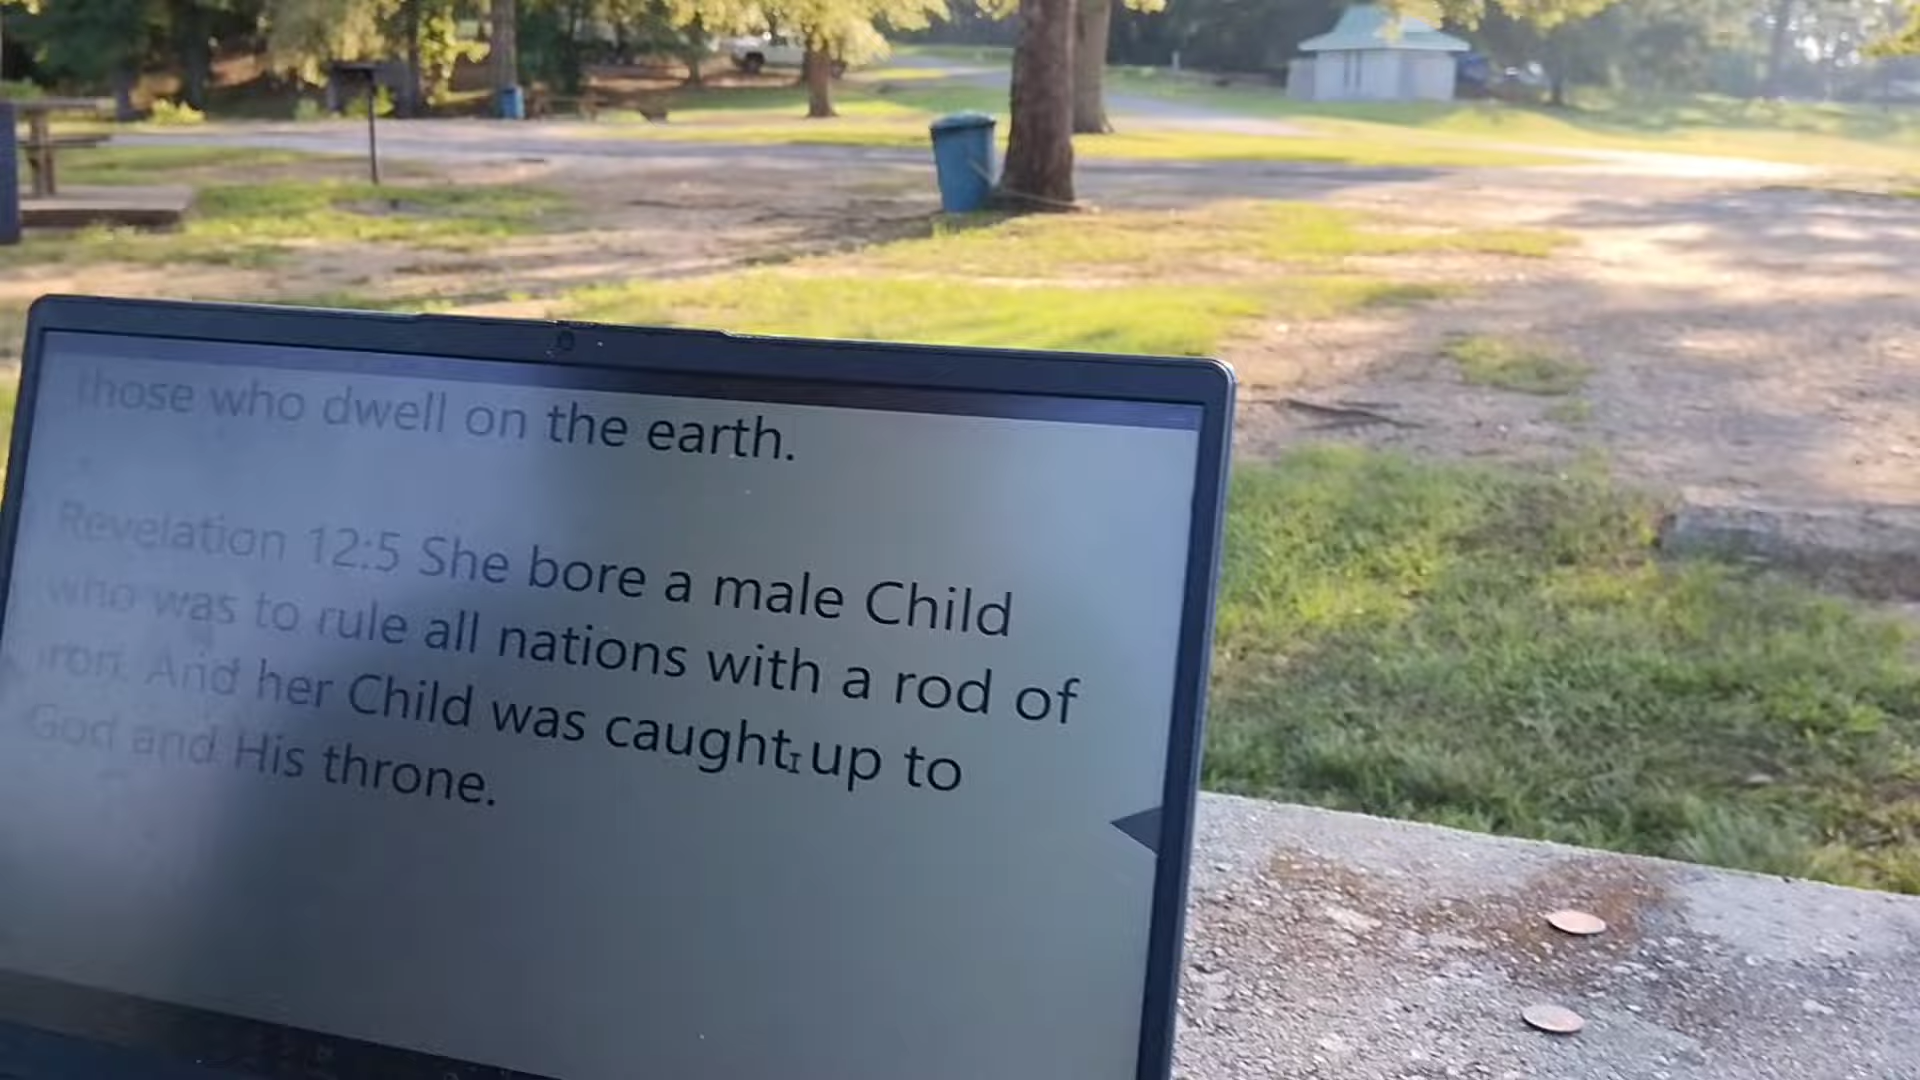 those who dwell on the earth.
Revelation 12:5 She bore a male Child
who was to rule all nations with a rod of
iron. And her Child was caught up to
God and His throne.